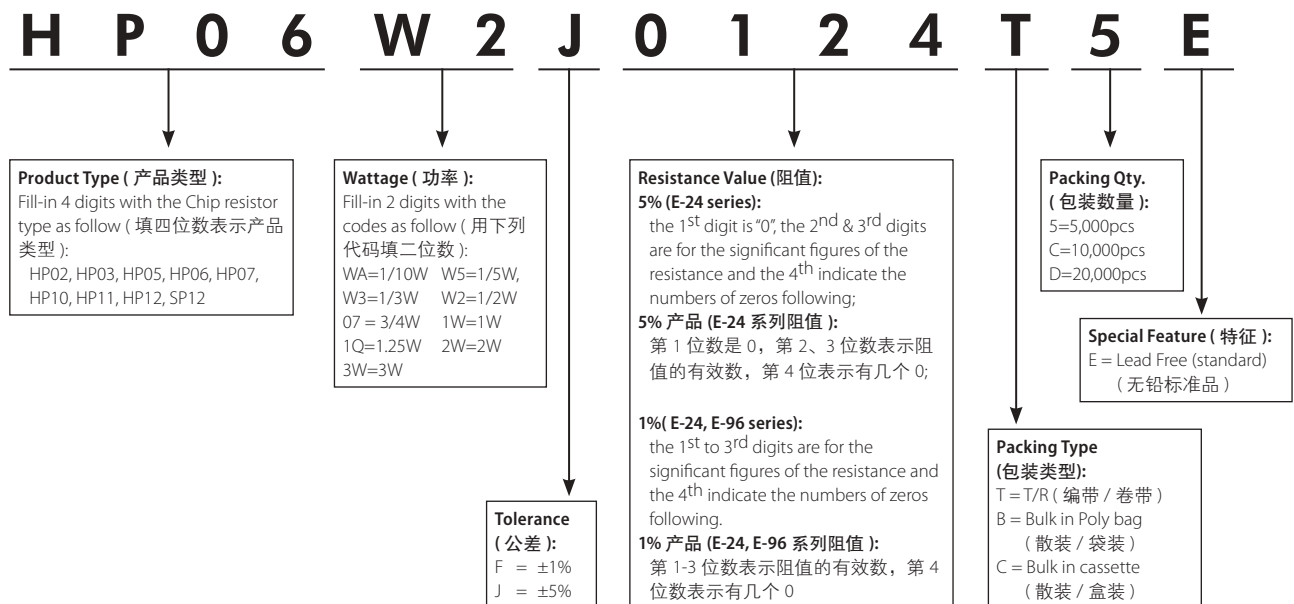 H P 0 6 W 2 J 0 1 2 4 T 5 E
Product Type ( 产品类型 ):
Fill-in 4 digits with the Chip resistor
type as follow ( 填四位数表示产品
类型 ):
HP02, HP03, HP05, HP06, HP07,
HP10, HP11, HP12, SP12
Wattage ( 功率 ):
Fill-in 2 digits with the
codes as follow ( 用下列
代码填二位数 ):
WA=1/10W W5=1/5W,
W3=1/3W W2=1/2W
07 = 3/4W 1W=1W
1Q=1.25W 2W=2W
3W=3W
Tolerance
( 公差 ):
F = ±1%
J = ±5%
Resistance Value (阻值):
5% (E-24 series):
the 1st digit is "0", the 2nd & 3rd digits
are for the significant figures of the
resistance and the 4th indicate the
numbers of zeros following;
5% 产品 (E-24 系列阻值 ):
第 1 位数是 0，第 2、3 位数表示阻
值的有效数，第 4 位表示有几个 0;
1%( E-24, E-96 series):
the 1st to 3rd digits are for the
significant figures of the resistance and
the 4th indicate the numbers of zeros
following.
1% 产品 (E-24, E-96 系列阻值 ):
第 1-3 位数表示阻值的有效数，第 4
位数表示有几个 0
Packing Qty.
( 包装数量 ):
5=5,000pcs
C=10,000pcs
D=20,000pcs
Special Feature ( 特征 ):
E = Lead Free (standard)
( 无铅标准品 )
Packing Type
(包装类型):
T = T/R ( 编带 / 卷带 )
B = Bulk in Poly bag
( 散装 / 袋装 )
C = Bulk in cassette
( 散装 / 盒装 )